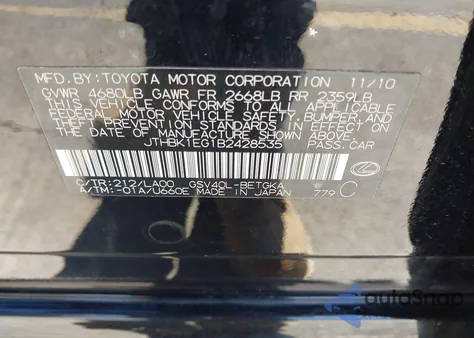 MFD.BY:TOYOTA MOTOR CORPORATION 11/10
GVWR 4680LB GAWR FR 2668LB RR 2359LB
THIS VEHICLE CONFORMS TO ALL APPLICABLE
FEDERAL MOTOR VEHICLE SAFETY, BUMPER, AND
THEFT PREVENTION STANDARDS IN EFFECT ON
THE DATE OF MANUFACTURE SHOWN ABOVE.
JTHBK1EG1B2428535 PASS.CAR
C/TR:212/LA00 GSV40L-BETGKA
A/TM:-01A/U660E MADE IN JAPAN 779 C
autoSnap